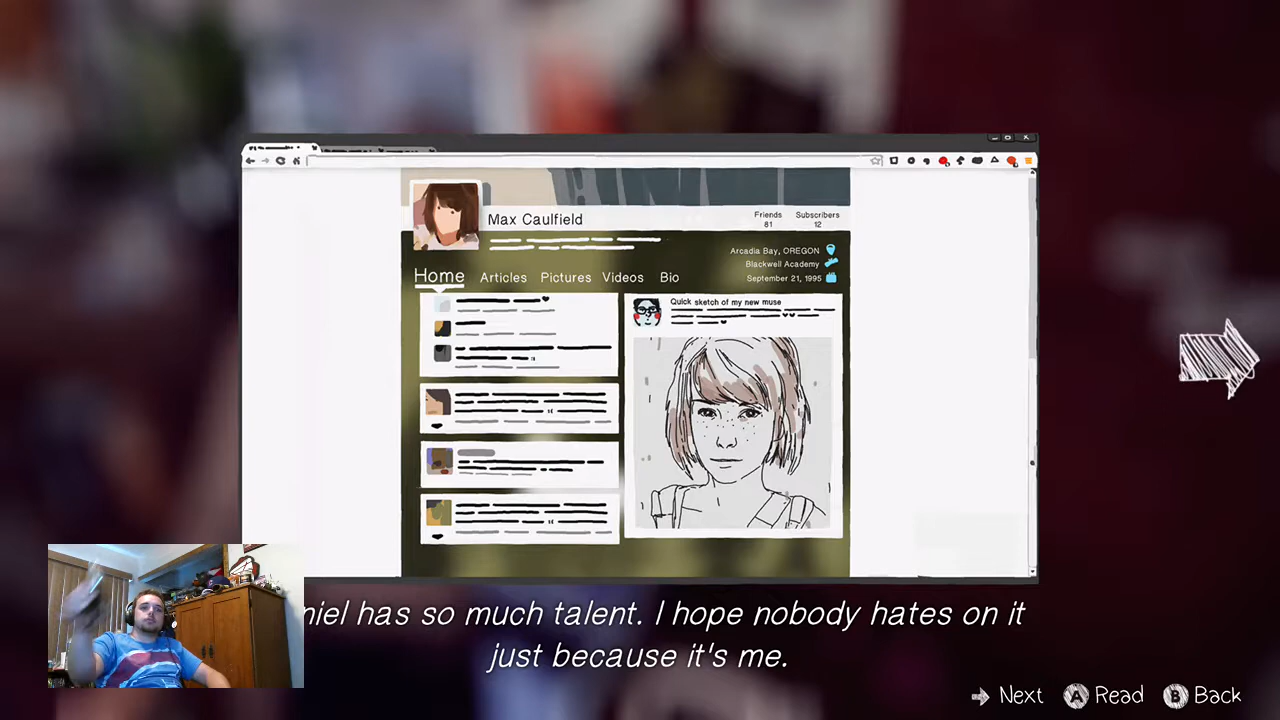 Max Caulfield
Friends
81
Subscribers
12
Arcadia Bay, OREGON
Blackwell Academy
September 21, 1995
Home Articles Pictures Videos Bio
Quick sketch of my new muse
has so much talent. I hope nobody hates on it
just because it's me.
Next A Read B Back